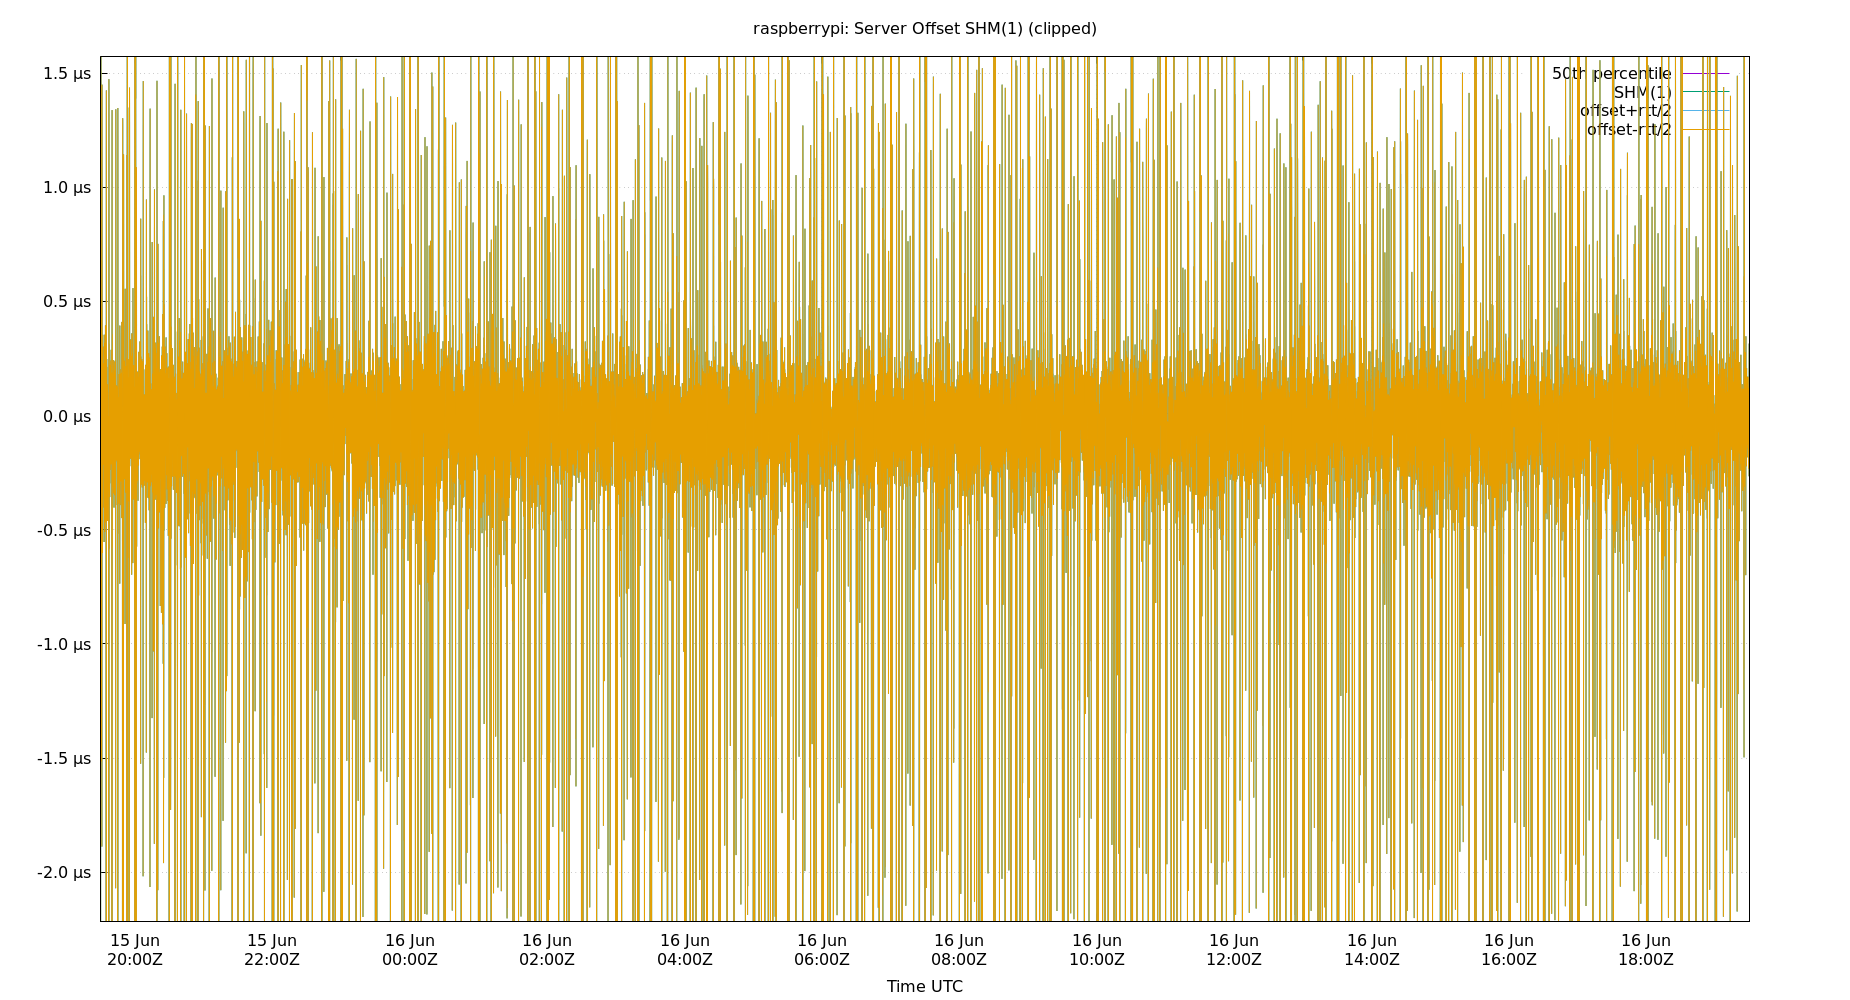 raspberrypi: Server Offset SHM(1) (clipped)
1.5 µs
1.0 µs
0.5 µs
0.0 µs
-0.5 µs
-1.0 µs
-1.5 µs
-2.0 µs
50th percentile
SHM(1)
offset+rtt/2
offset-rtt/2
15 Jun 15 Jun 16 Jun 16 Jun 16 Jun 16 Jun 16 Jun 16 Jun 16 Jun 16 Jun 16 Jun 16 Jun
20:00Z 22:00Z 00:00Z 02:00Z 04:00Z 06:00Z 08:00Z 10:00Z 12:00Z 14:00Z 16:00Z 18:00Z
Time UTC